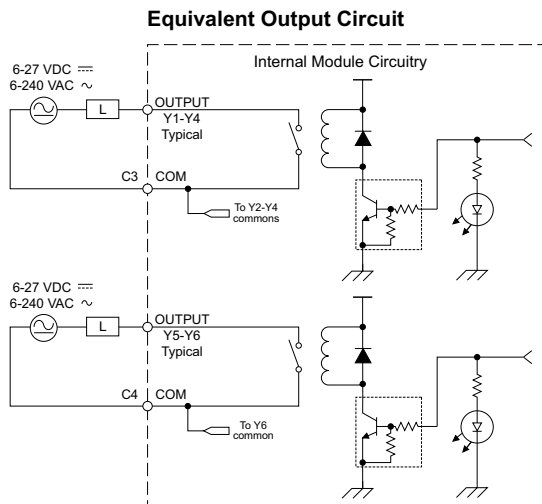 Equivalent Output Circuit
Internal Module Circuitry
6-27 VDC ⎓
6-240 VAC ∿
L
OUTPUT
Y1-Y4
Typical
C3
COM
To Y2-Y4
commons
6-27 VDC ⎓
6-240 VAC ∿
L
OUTPUT
Y5-Y6
Typical
C4
COM
To Y6
common